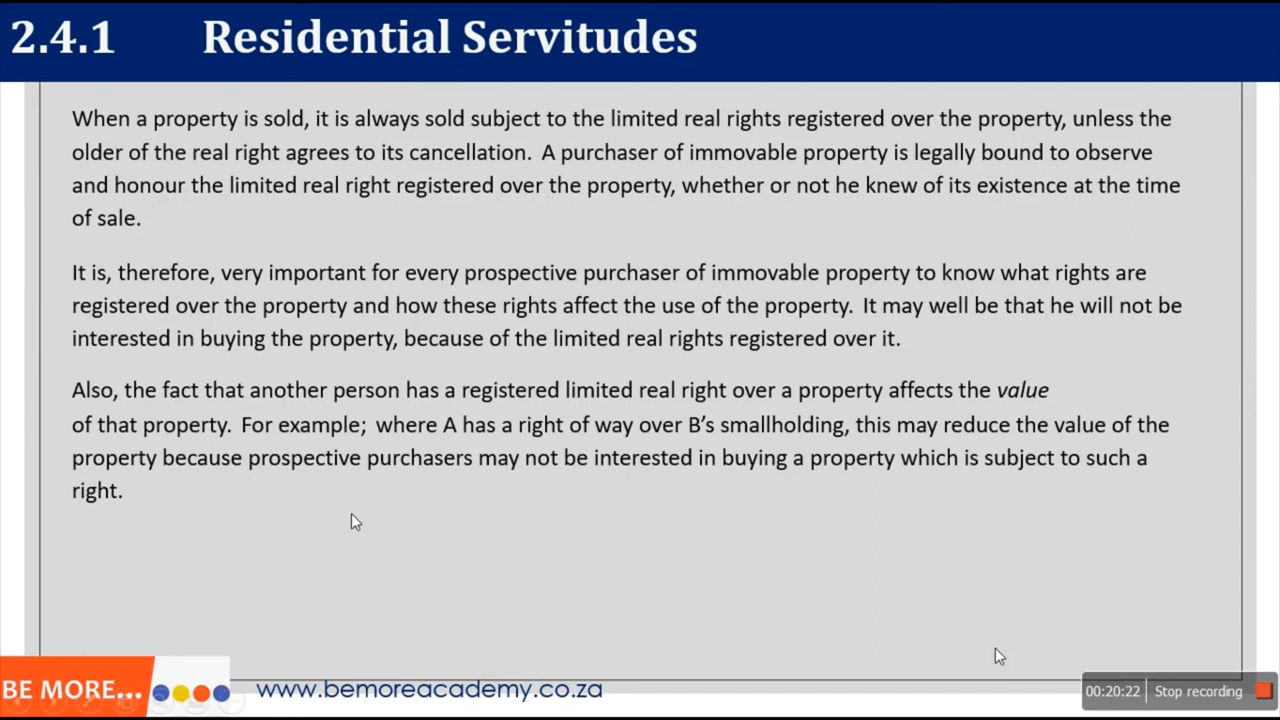 2.4.1 Residential Servitudes
When a property is sold, it is always sold subject to the limited real rights registered over the property, unless the
older of the real right agrees to its cancellation. A purchaser of immovable property is legally bound to observe
and honour the limited real right registered over the property, whether or not he knew of its existence at the time
of sale.
It is, therefore, very important for every prospective purchaser of immovable property to know what rights are
registered over the property and how these rights affect the use of the property. It may well be that he will not be
interested in buying the property, because of the limited real rights registered over it.
Also, the fact that another person has a registered limited real right over a property affects the value
of that property. For example; where A has a right of way over B’s smallholding, this may reduce the value of the
property because prospective purchasers may not be interested in buying a property which is subject to such a
right.
BE MORE...
www.bemoreacademy.co.za
00:20:22 Stop recording